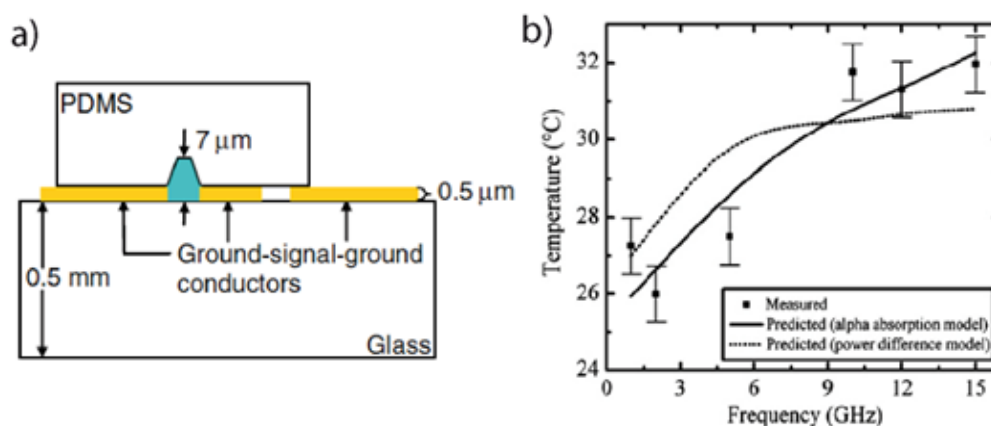 a)
PDMS
7 μm
0.5 μm
0.5 mm
Ground-signal-ground
conductors
Glass
b)
Temperature (°C)
32
30
28
26
24
Measured
Predicted (alpha absorption model)
Predicted (power difference model)
0 3 6 9 12 15
Frequency (GHz)